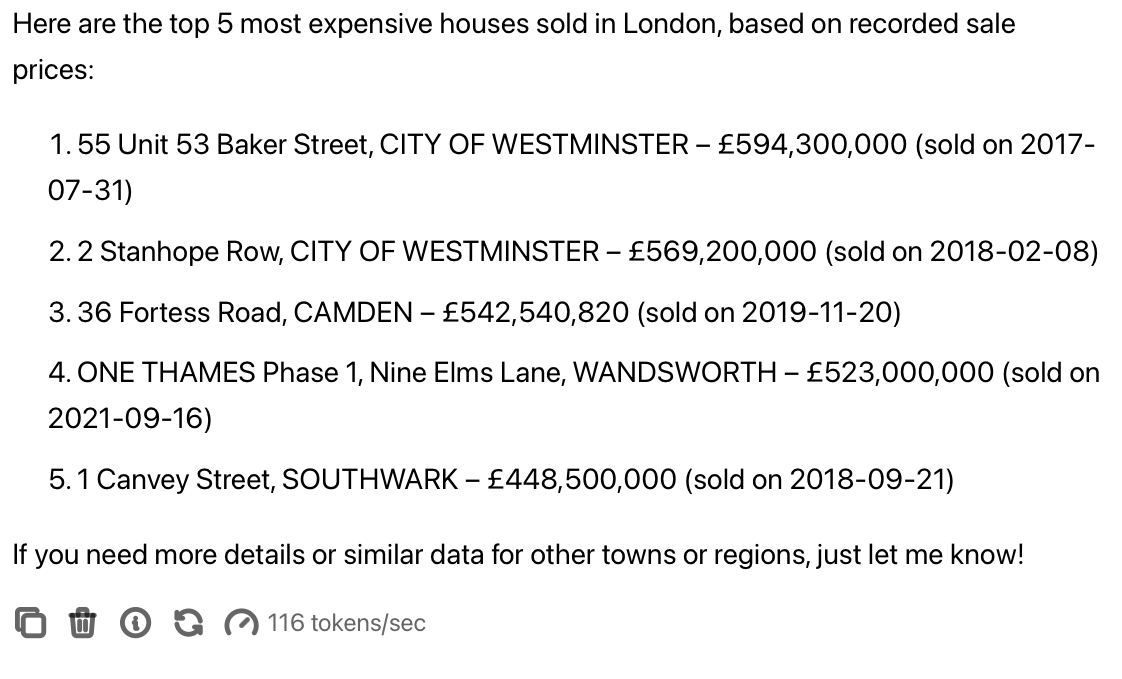 Here are the top 5 most expensive houses sold in London, based on recorded sale
prices:
1. 55 Unit 53 Baker Street, CITY OF WESTMINSTER – £594,300,000 (sold on 2017-
07-31)
2. 2 Stanhope Row, CITY OF WESTMINSTER – £569,200,000 (sold on 2018-02-08)
3. 36 Fortess Road, CAMDEN – £542,540,820 (sold on 2019-11-20)
4. ONE THAMES Phase 1, Nine Elms Lane, WANDSWORTH – £523,000,000 (sold on
2021-09-16)
5. 1 Canvey Street, SOUTHWARK – £448,500,000 (sold on 2018-09-21)
If you need more details or similar data for other towns or regions, just let me know!
116 tokens/sec